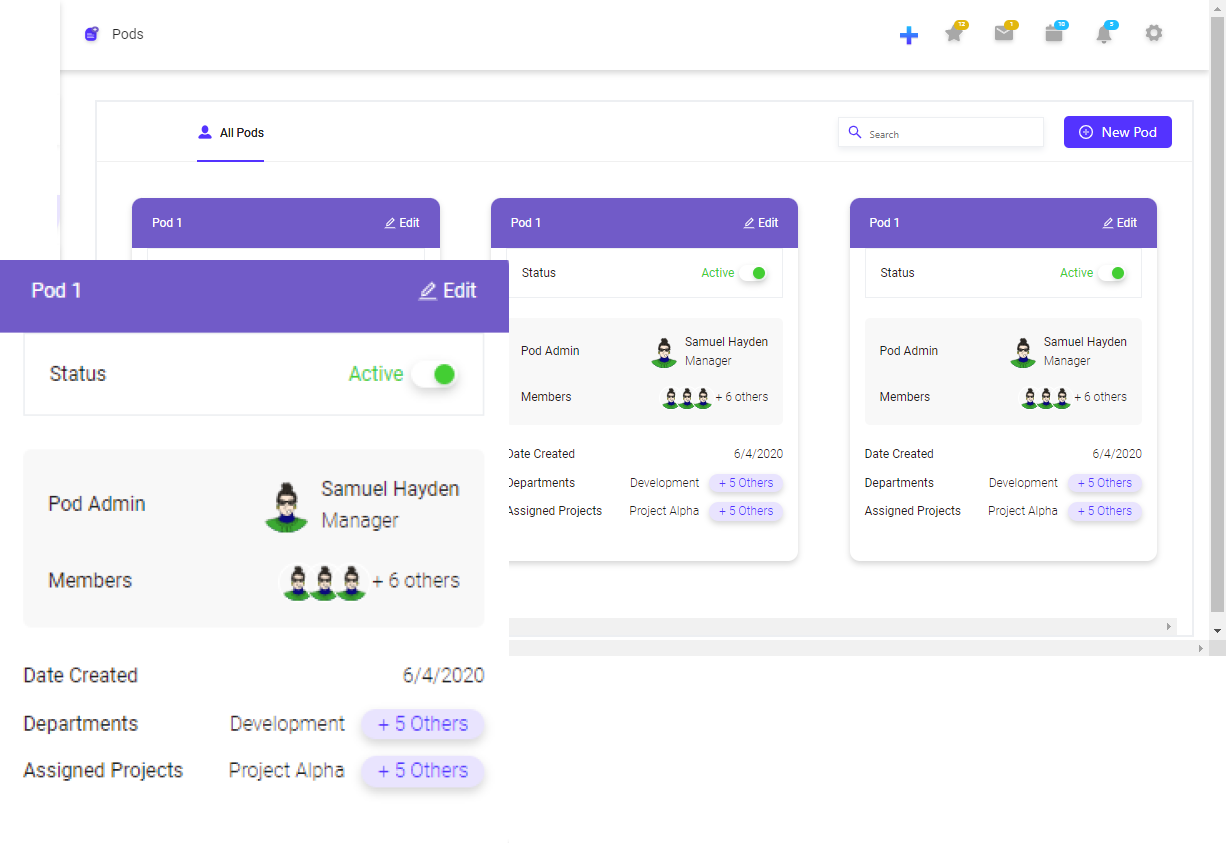 Pods
12
1
10
5
All Pods
Search
New Pod
Pod 1 Edit
Pod 1 Edit
Pod 1 Edit
Status Active
Status Active
Pod Admin Samuel Hayden
Manager
Members + 6 others
Pod Admin Samuel Hayden
Manager
Members + 6 others
Date Created 6/4/2020
Departments Development + 5 Others
Assigned Projects Project Alpha + 5 Others
Date Created 6/4/2020
Departments Development + 5 Others
Assigned Projects Project Alpha + 5 Others
Pod 1 Edit
Status Active
Pod Admin Samuel Hayden
Manager
Members + 6 others
Date Created 6/4/2020
Departments Development + 5 Others
Assigned Projects Project Alpha + 5 Others